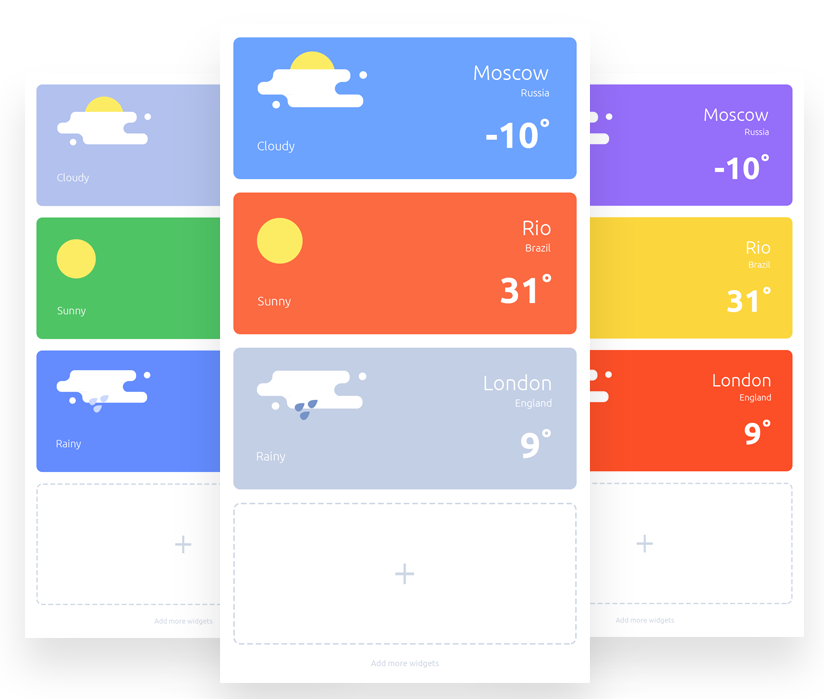 Cloudy
Sunny
Rainy
Add more widgets
Moscow
Russia
-10°
Cloudy
Rio
Brazil
31°
Sunny
London
England
9°
Rainy
Add more widgets
Moscow
Russia
-10°
Rio
Brazil
31°
London
England
9°
Add more widgets